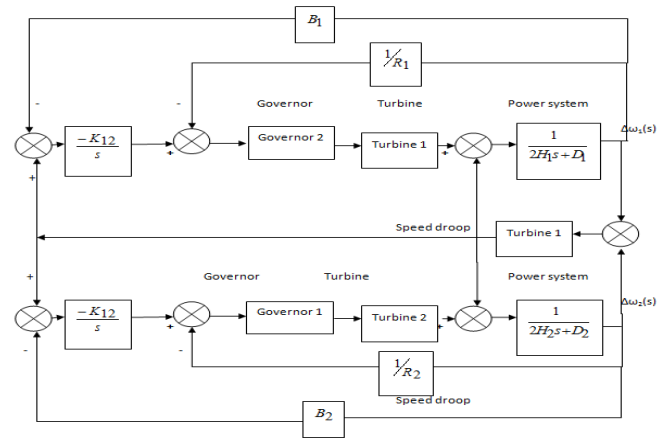 B₁
1/R₁
-
-
Governor
Turbine
Power system
-K₁₂/s
Governor 2
Turbine 1
1/(2H₁s+D₁)
Δω₁(s)
+
+
+
Speed droop
Turbine 1
+
Governor
Turbine
Power system
-K₁₂/s
Governor 1
Turbine 2
1/(2H₂s+D₂)
Δω₂(s)
+
+
-
-
1/R₂
Speed droop
B₂